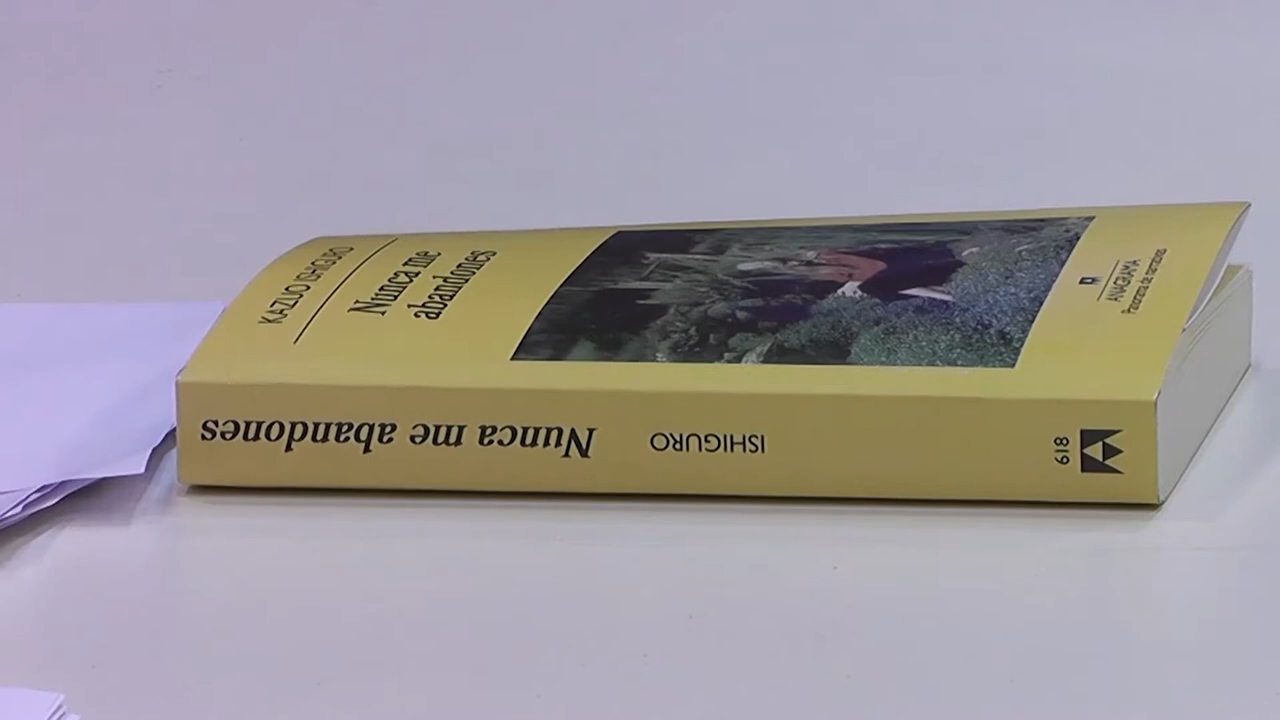 KAZUO ISHIGURO
Nunca me
abandones
ANAGRAMA
Panorama de narrativas
Nunca me abandones
ISHIGURO
618